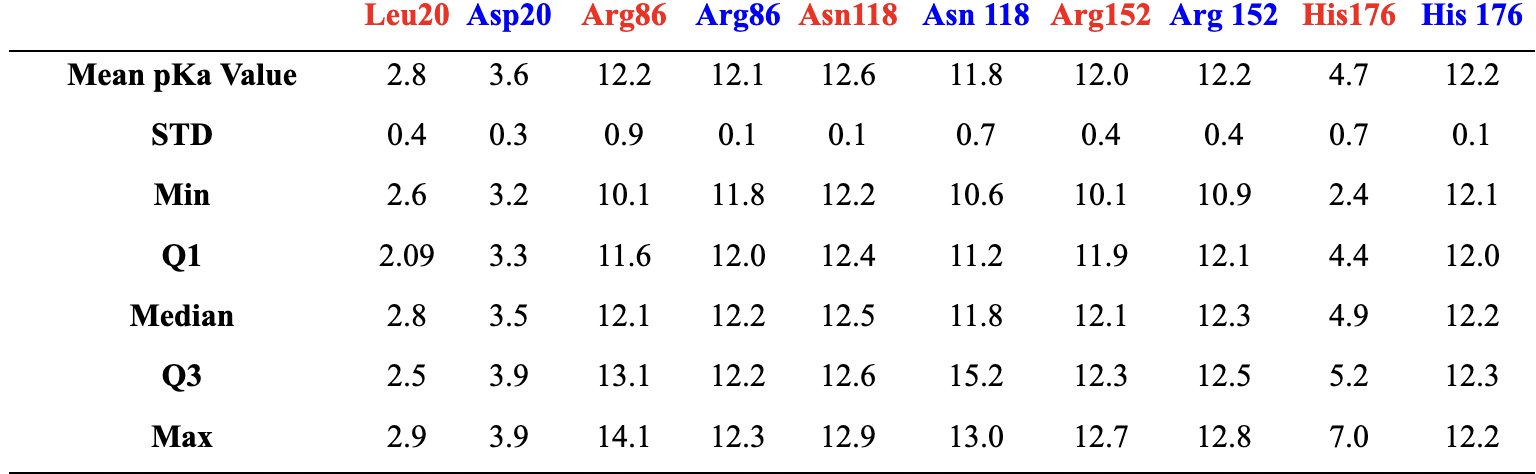 Leu20 Asp20 Arg86 Arg86 Asn118 Asn 118 Arg152 Arg 152 His176 His 176
Mean pKa Value 2.8 3.6 12.2 12.1 12.6 11.8 12.0 12.2 4.7 12.2
STD 0.4 0.3 0.9 0.1 0.1 0.7 0.4 0.4 0.7 0.1
Min 2.6 3.2 10.1 11.8 12.2 10.6 10.1 10.9 2.4 12.1
Q1 2.09 3.3 11.6 12.0 12.4 11.2 11.9 12.1 4.4 12.0
Median 2.8 3.5 12.1 12.2 12.5 11.8 12.1 12.3 4.9 12.2
Q3 2.5 3.9 13.1 12.2 12.6 15.2 12.3 12.5 5.2 12.3
Max 2.9 3.9 14.1 12.3 12.9 13.0 12.7 12.8 7.0 12.2